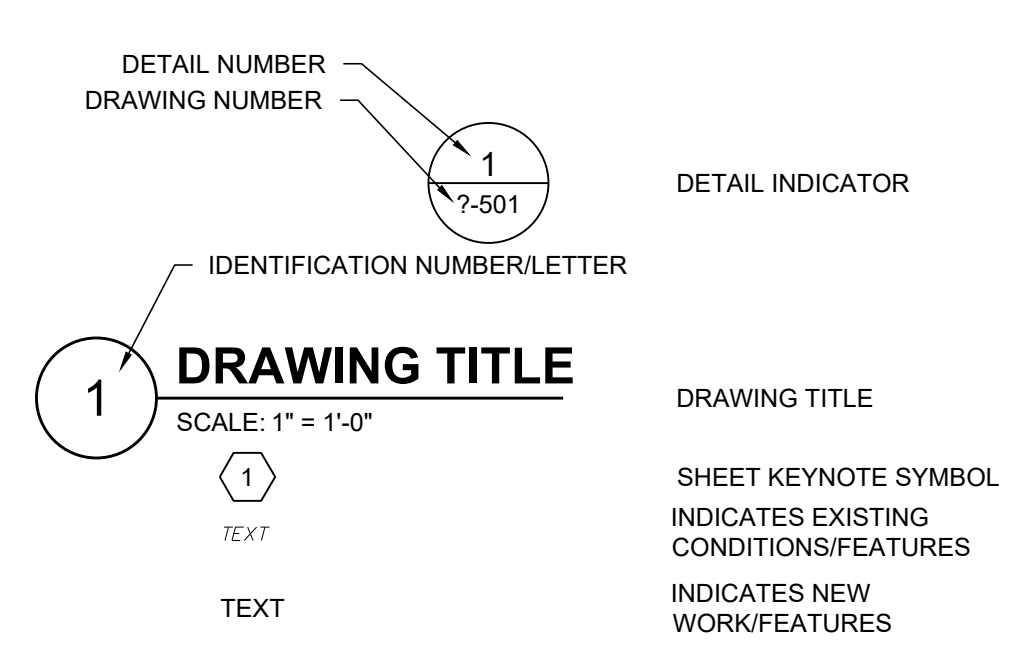 DETAIL NUMBER
DRAWING NUMBER
1
?-501
DETAIL INDICATOR
IDENTIFICATION NUMBER/LETTER
1
DRAWING TITLE
SCALE: 1" = 1'-0"
DRAWING TITLE
1
SHEET KEYNOTE SYMBOL
TEXT
INDICATES EXISTING
CONDITIONS/FEATURES
TEXT
INDICATES NEW
WORK/FEATURES